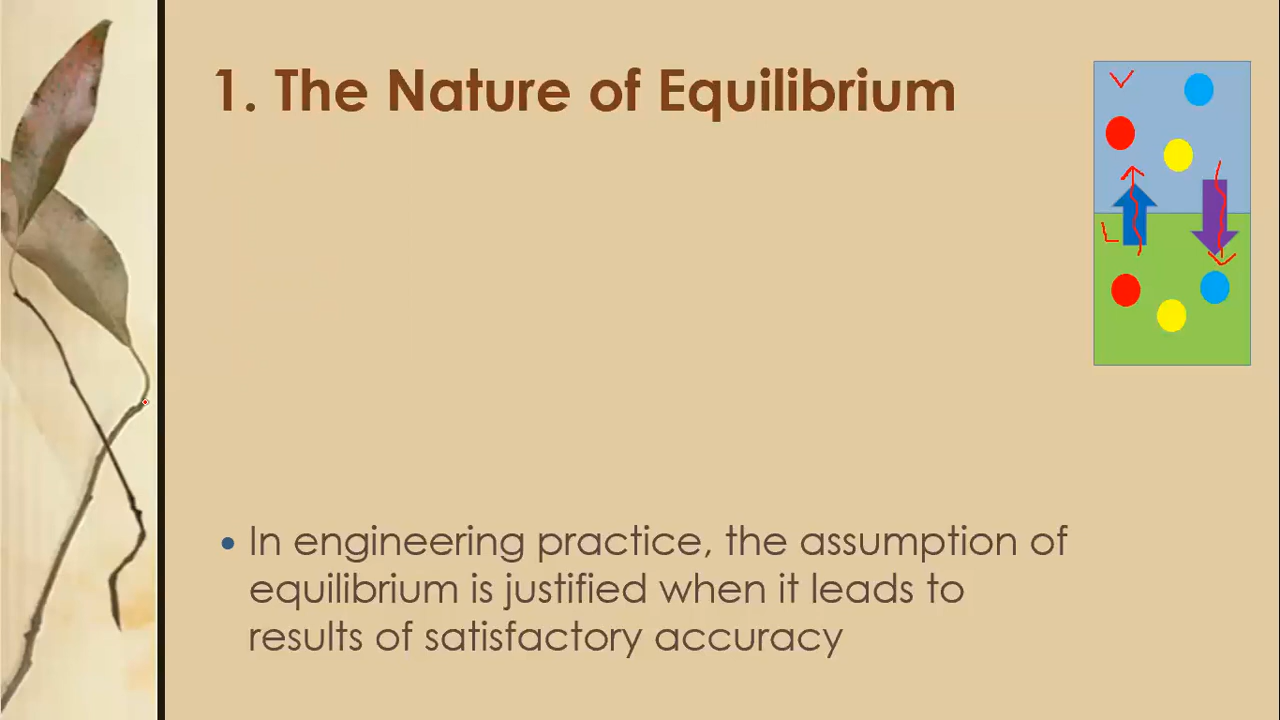 1. The Nature of Equilibrium
V
L
• In engineering practice, the assumption of
equilibrium is justified when it leads to
results of satisfactory accuracy